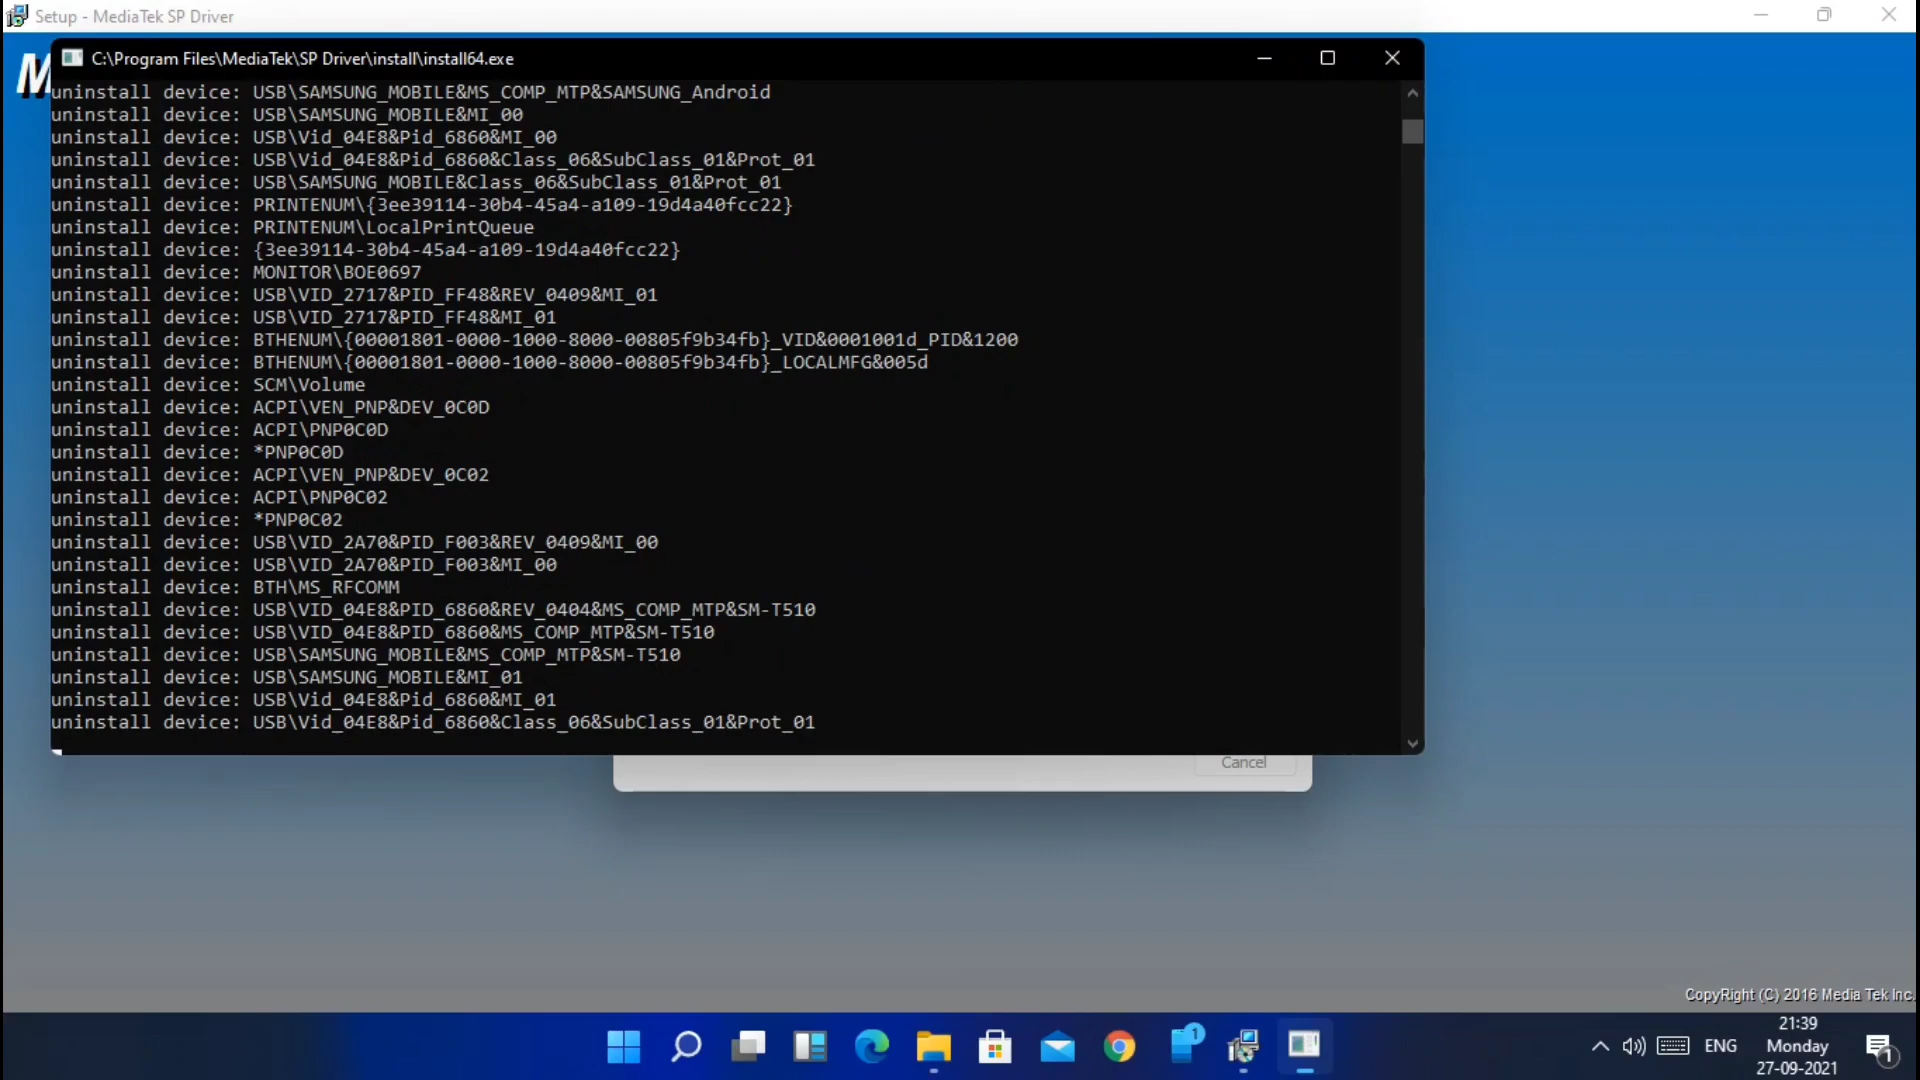 Setup - MediaTek SP Driver
M
C:\Program Files\MediaTek\SP Driver\install\install64.exe
uninstall device: USB\SAMSUNG_MOBILE&MS_COMP_MTP&SAMSUNG_Android
uninstall device: USB\SAMSUNG_MOBILE&MI_00
uninstall device: USB\Vid_04E8&Pid_6860&MI_00
uninstall device: USB\Vid_04E8&Pid_6860&Class_06&SubClass_01&Prot_01
uninstall device: USB\SAMSUNG_MOBILE&Class_06&SubClass_01&Prot_01
uninstall device: PRINTENUM\{3ee39114-30b4-45a4-a109-19d4a40fcc22}
uninstall device: PRINTENUM\LocalPrintQueue
uninstall device: {3ee39114-30b4-45a4-a109-19d4a40fcc22}
uninstall device: MONITOR\BOE0697
uninstall device: USB\VID_2717&PID_FF48&REV_0409&MI_01
uninstall device: USB\VID_2717&PID_FF48&MI_01
uninstall device: BTHENUM\{00001801-0000-1000-8000-00805f9b34fb}_VID&0001001d_PID&1200
uninstall device: BTHENUM\{00001801-0000-1000-8000-00805f9b34fb}_LOCALMFG&005d
uninstall device: SCM\Volume
uninstall device: ACPI\VEN_PNP&DEV_0C0D
uninstall device: ACPI\PNP0C0D
uninstall device: *PNP0C0D
uninstall device: ACPI\VEN_PNP&DEV_0C02
uninstall device: ACPI\PNP0C02
uninstall device: *PNP0C02
uninstall device: USB\VID_2A70&PID_F003&REV_0409&MI_00
uninstall device: USB\VID_2A70&PID_F003&MI_00
uninstall device: BTH\MS_RFCOMM
uninstall device: USB\VID_04E8&PID_6860&REV_0404&MS_COMP_MTP&SM-T510
uninstall device: USB\VID_04E8&PID_6860&MS_COMP_MTP&SM-T510
uninstall device: USB\SAMSUNG_MOBILE&MS_COMP_MTP&SM-T510
uninstall device: USB\SAMSUNG_MOBILE&MI_01
uninstall device: USB\Vid_04E8&Pid_6860&MI_01
uninstall device: USB\Vid_04E8&Pid_6860&Class_06&SubClass_01&Prot_01
Cancel
CopyRight (C) 2016 Media Tek Inc.
1
ENG
21:39
Monday
27-09-2021
1